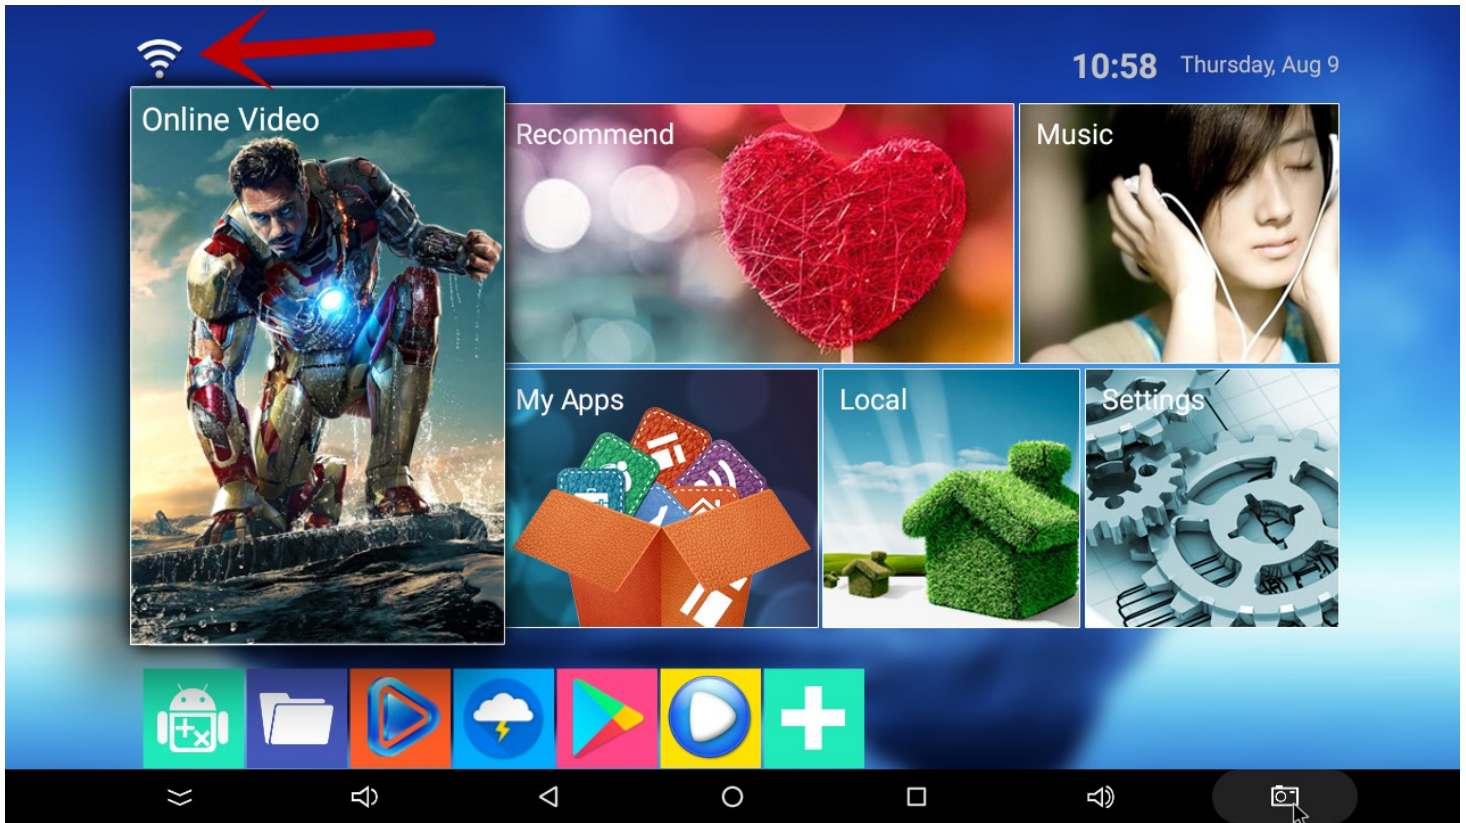 10:58 Thursday, Aug 9
Online Video
Recommend
Music
My Apps
Local
Settings